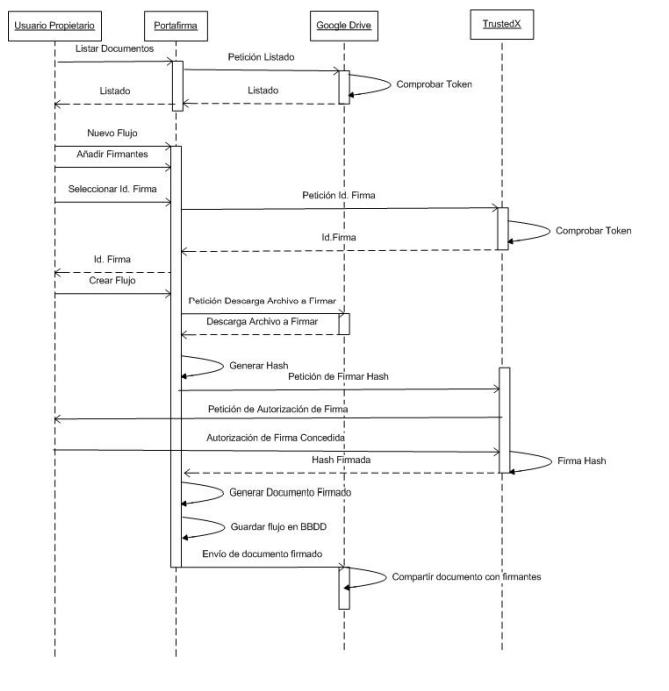 Usuario Propietario
Portafirma
Google Drive
TrustedX
Listar Documentos
Petición Listado
Comprobar Token
Listado
Listado
Nuevo Flujo
Añadir Firmantes
Seleccionar Id. Firma
Petición Id. Firma
Comprobar Token
Id.Firma
Id. Firma
Crear Flujo
Petición Descarga Archivo a Firmar
Descarga Archivo a Firmar
Generar Hash
Petición de Firmar Hash
Petición de Autorización de Firma
Autorización de Firma Concedida
Hash Firmada
Firma Hash
Generar Documento Firmado
Guardar flujo en BBDD
Envío de documento firmado
Compartir documento con firmantes